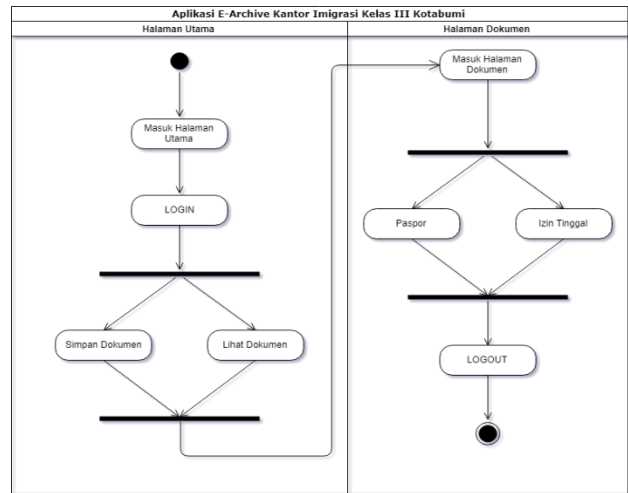 Aplikasi E-Archive Kantor Imigrasi Kelas III Kotabumi
Halaman Utama
Halaman Dokumen
Masuk Halaman
Utama
LOGIN
Simpan Dokumen
Lihat Dokumen
Masuk Halaman
Dokumen
Paspor
Izin Tinggal
LOGOUT